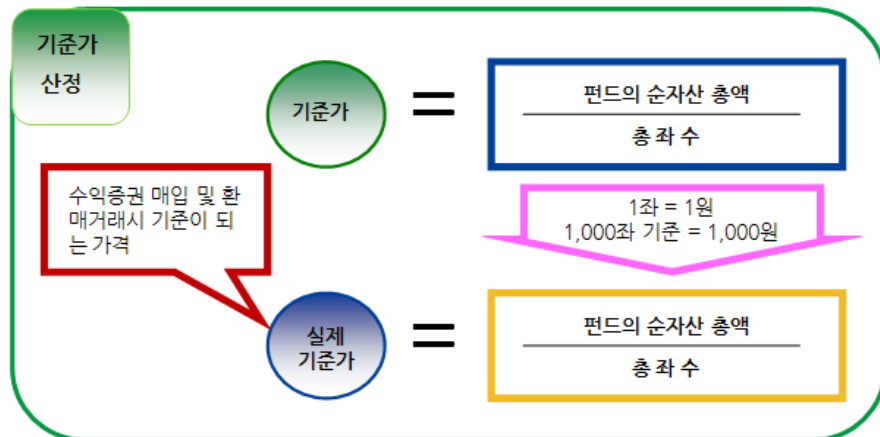 기준가
산정
기준가
=
펀드의 순자산 총액
총 좌 수
수익증권 매입 및 환
매거래시 기준이 되
는 가격
1좌 = 1원
1,000좌 기준 = 1,000원
실제
기준가
=
펀드의 순자산 총액
총 좌 수